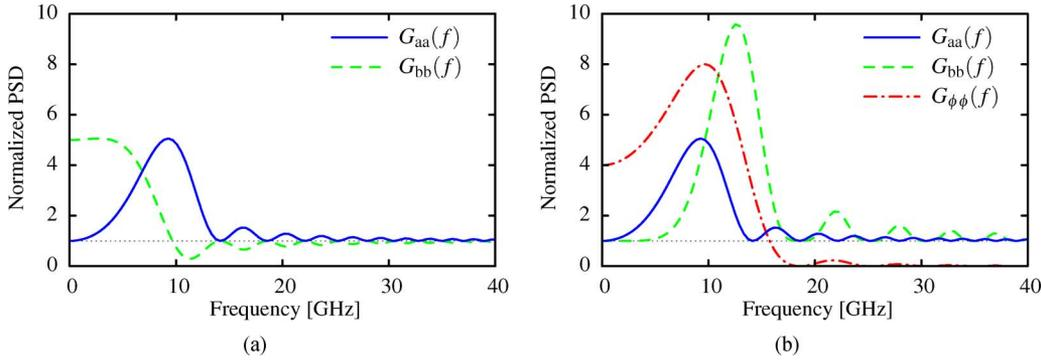 10
8
6
4
2
0
Normalized PSD
G_aa(f)
G_bb(f)
0 10 20 30 40
Frequency [GHz]
(a)
10
8
6
4
2
0
Normalized PSD
G_aa(f)
G_bb(f)
G_ϕϕ(f)
0 10 20 30 40
Frequency [GHz]
(b)